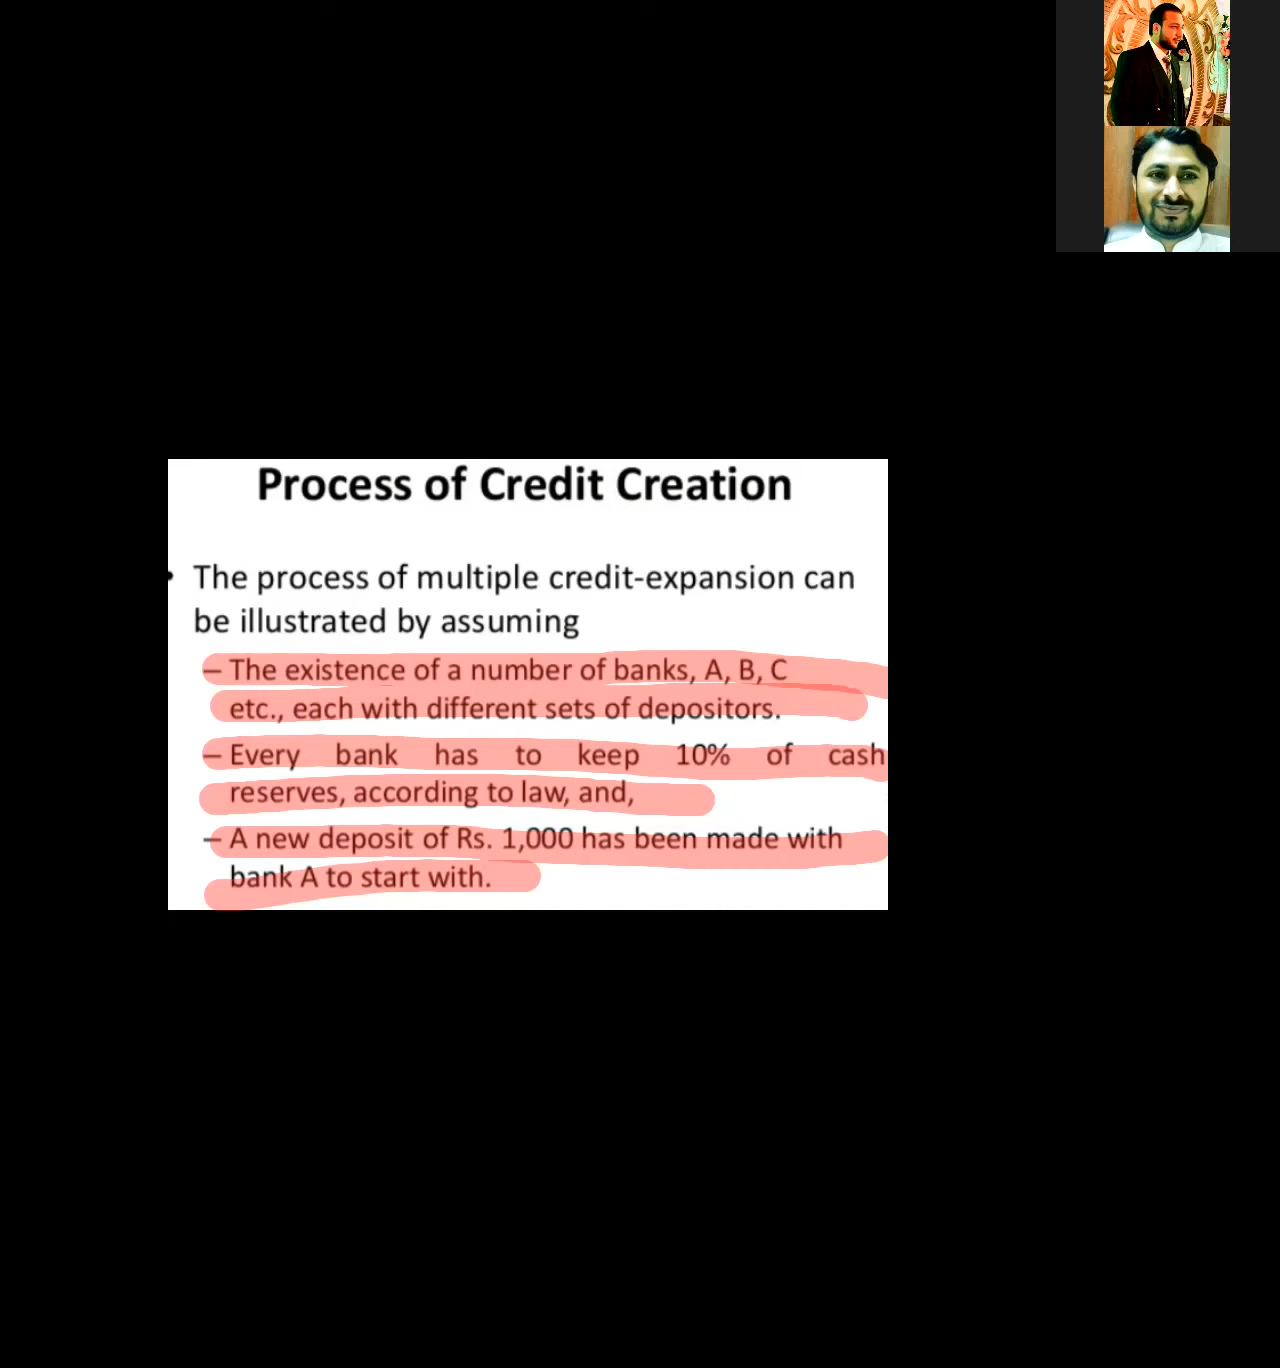 Process of Credit Creation
• The process of multiple credit-expansion can
be illustrated by assuming
– The existence of a number of banks, A, B, C
etc., each with different sets of depositors.
– Every bank has to keep 10% of cash
reserves, according to law, and,
– A new deposit of Rs. 1,000 has been made with
bank A to start with.